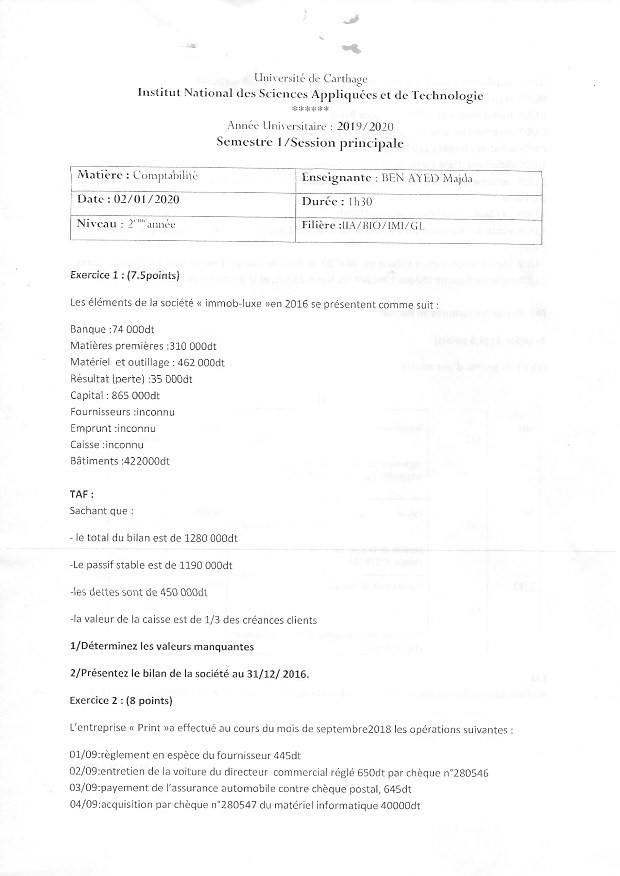 Université de Carthage
Institut National des Sciences Appliquées et de Technologie
******
Année Universitaire : 2019/2020
Semestre 1/Session principale
Matière : Comptabilité
Enseignante : BEN AYED Majda
Date : 02/01/2020
Durée : 1h30
Niveau : 2ème année
Filière :IIA/BIO/IMI/GL
Exercice 1 : (7.5points)
Les éléments de la société « immob-luxe »en 2016 se présentent comme suit :
Banque :74 000dt
Matières premières :310 000dt
Matériel et outillage : 462 000dt
Résultat (perte) :35 000dt
Capital : 865 000dt
Fournisseurs :inconnu
Emprunt :inconnu
Caisse :inconnu
Bâtiments :422000dt
TAF :
Sachant que :
- le total du bilan est de 1280 000dt
-Le passif stable est de 1190 000dt
-les dettes sont de 450 000dt
-la valeur de la caisse est de 1/3 des créances clients
1/Déterminez les valeurs manquantes
2/Présentez le bilan de la société au 31/12/ 2016.
Exercice 2 : (8 points)
L'entreprise « Print »a effectué au cours du mois de septembre2018 les opérations suivantes :
01/09:règlement en espèce du fournisseur 445dt
02/09:entretien de la voiture du directeur commercial réglé 650dt par chèque n°280546
03/09:payement de l'assurance automobile contre chèque postal, 645dt
04/09:acquisition par chèque n°280547 du matériel informatique 40000dt